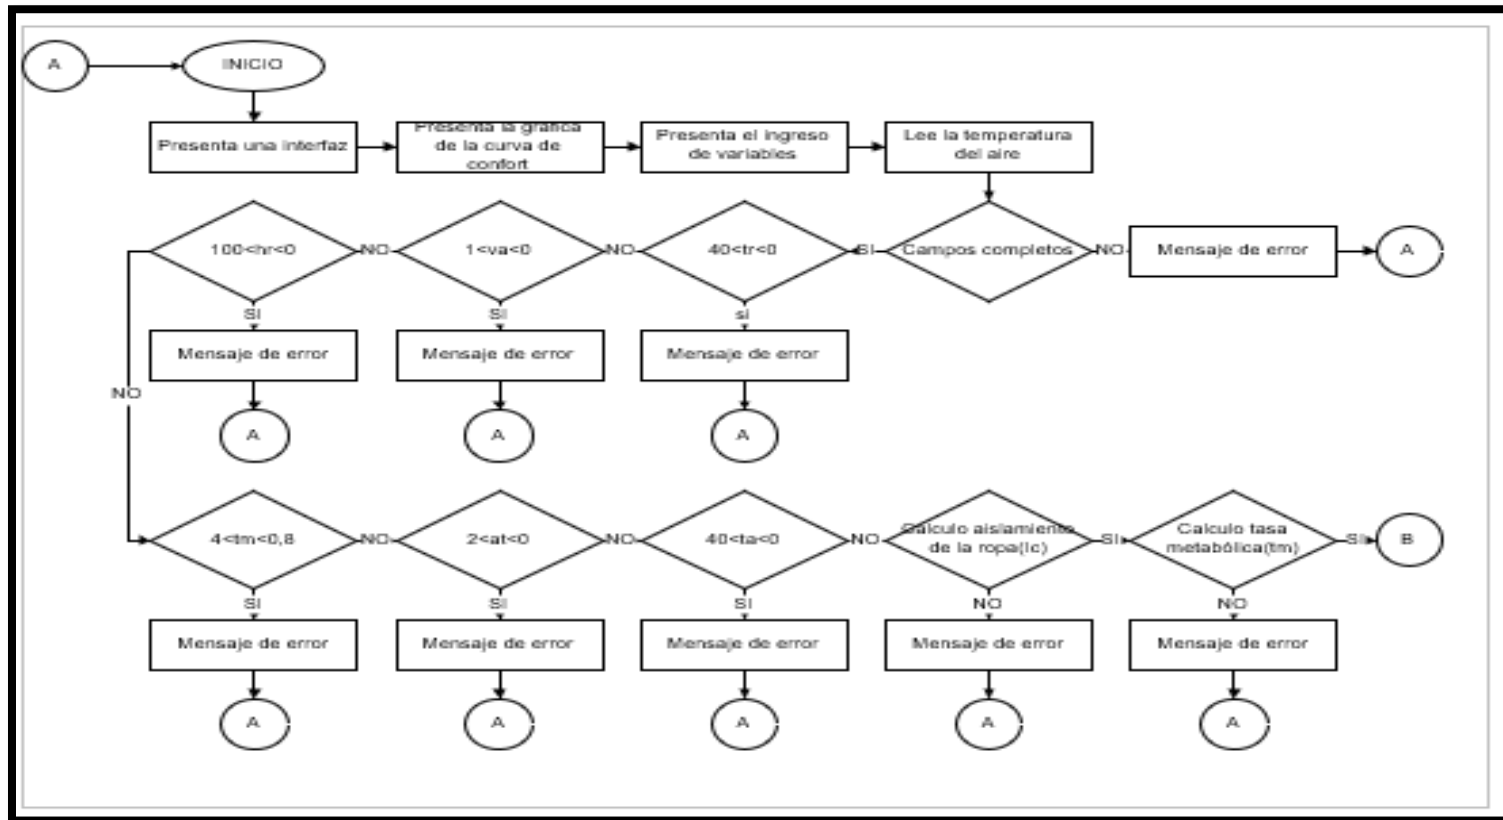 A
INICIO
Presenta una interfaz
Presenta la gráfica
de la curva de
confort
Presenta el ingreso
de variables
Lee la temperatura
del aire
100<hr<0
NO
1<va<0
NO
40<tr<0
SI
Campos completos
NO
Mensaje de error
A
SI
SI
si
Mensaje de error
Mensaje de error
Mensaje de error
NO
A
A
A
4<tm<0,8
NO
2<at<0
NO
40<ta<0
NO
Cálculo aislamiento
de la ropa(Ic)
SI
Calculo tasa
metabólica(tm)
SI
B
SI
SI
SI
NO
NO
Mensaje de error
Mensaje de error
Mensaje de error
Mensaje de error
Mensaje de error
A
A
A
A
A